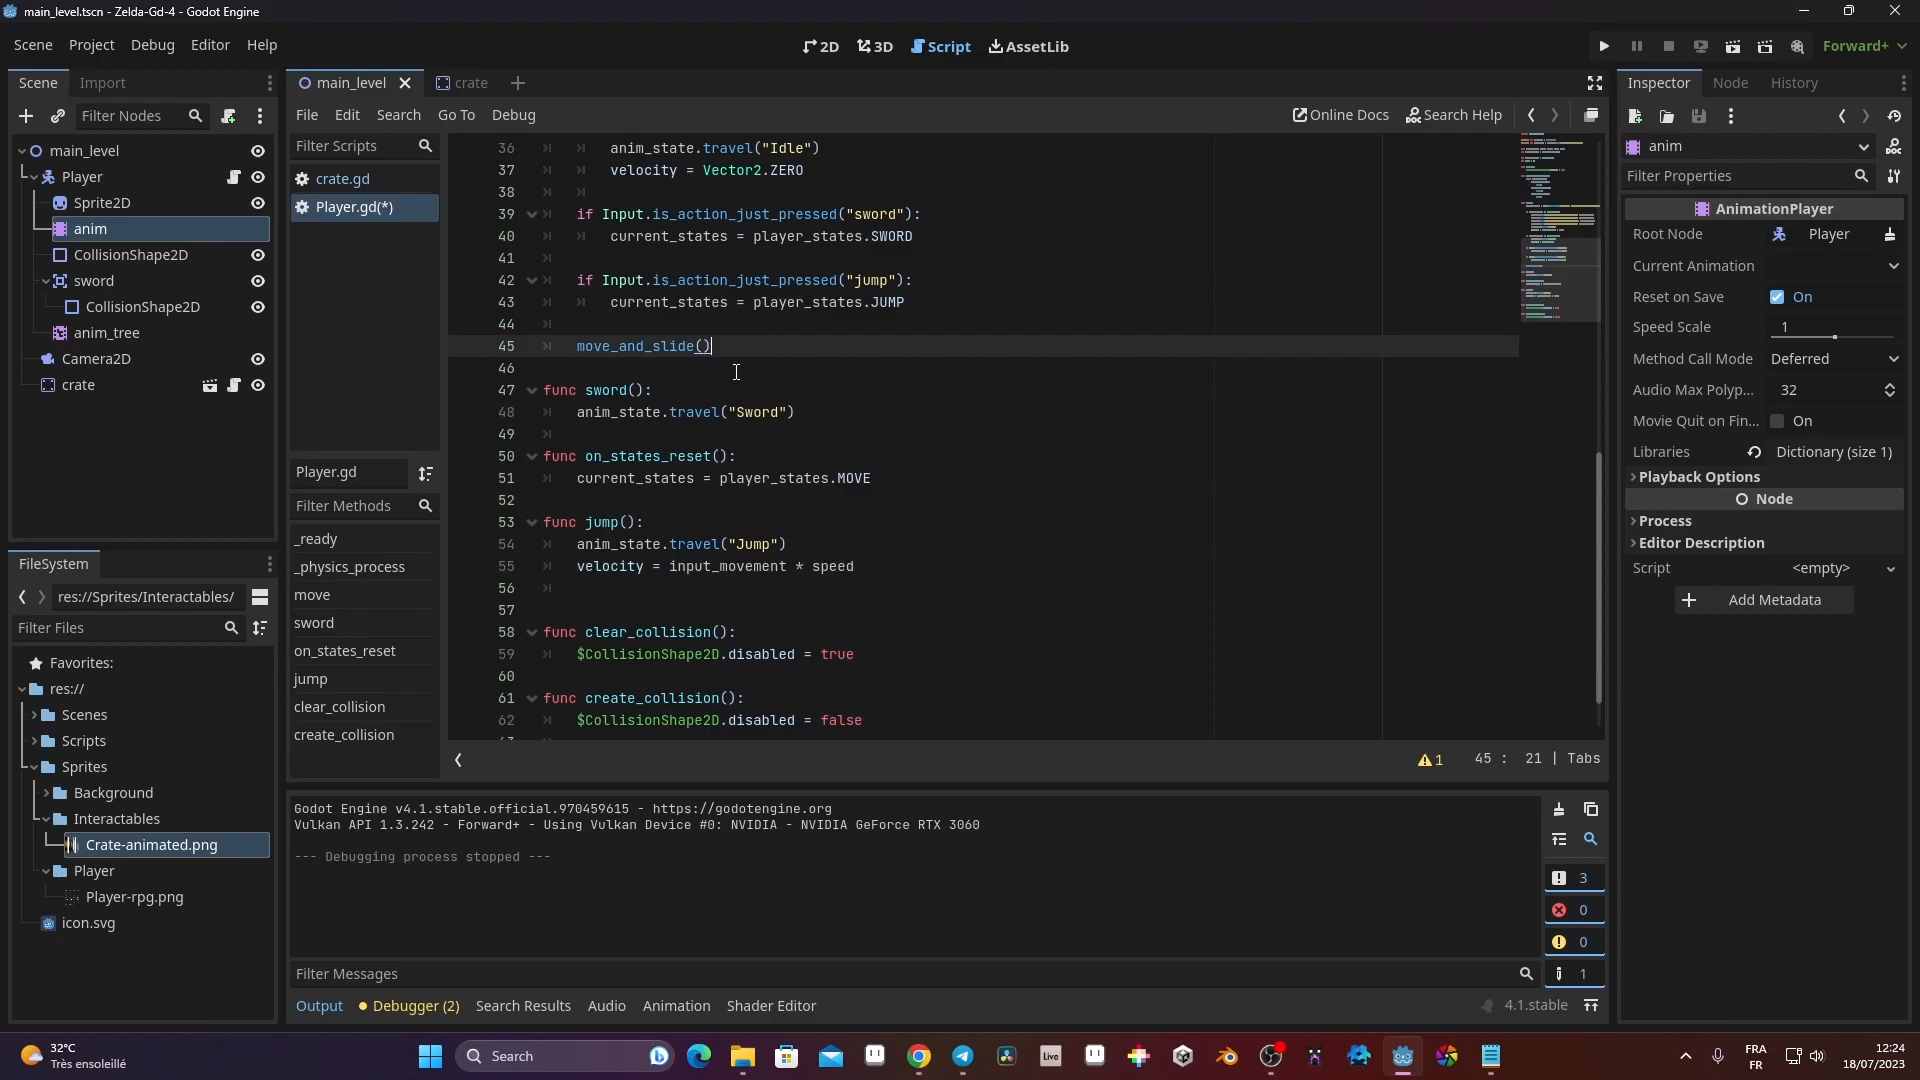 main_level.tscn - Zelda-Gd-4 - Godot Engine
Scene Project Debug Editor Help
2D 3D Script AssetLib
Forward+
Scene Import
Filter Nodes
main_level
Player
Sprite2D
anim
CollisionShape2D
sword
CollisionShape2D
anim_tree
Camera2D
crate
FileSystem
res://Sprites/Interactables/
Filter Files
Favorites:
res://
Scenes
Scripts
Sprites
Background
Interactables
Crate-animated.png
Player
Player-rpg.png
icon.svg
main_level crate
File Edit Search Go To Debug
Online Docs Search Help
Filter Scripts
crate.gd
Player.gd(*)
Player.gd
Filter Methods
_ready
_physics_process
move
sword
on_states_reset
jump
clear_collision
create_collision
36 anim_state.travel("Idle")
37 velocity = Vector2.ZERO
38
39 if Input.is_action_just_pressed("sword"):
40 current_states = player_states.SWORD
41
42 if Input.is_action_just_pressed("jump"):
43 current_states = player_states.JUMP
44
45 move_and_slide()
46
47 func sword():
48 anim_state.travel("Sword")
49
50 func on_states_reset():
51 current_states = player_states.MOVE
52
53 func jump():
54 anim_state.travel("Jump")
55 velocity = input_movement * speed
56
57
58 func clear_collision():
59 $CollisionShape2D.disabled = true
60
61 func create_collision():
62 $CollisionShape2D.disabled = false
1 45 : 21 | Tabs
Godot Engine v4.1.stable.official.970459615 - https://godotengine.org
Vulkan API 1.3.242 - Forward+ - Using Vulkan Device #0: NVIDIA - NVIDIA GeForce RTX 3060
--- Debugging process stopped ---
3
0
0
1
Filter Messages
Output Debugger (2) Search Results Audio Animation Shader Editor
4.1.stable
Inspector Node History
anim
Filter Properties
AnimationPlayer
Root Node Player
Current Animation
Reset on Save On
Speed Scale 1
Method Call Mode Deferred
Audio Max Polyp... 32
Movie Quit on Fin... On
Libraries Dictionary (size 1)
Playback Options
Node
Process
Editor Description
Script <empty>
Add Metadata
32°C
Très ensoleillé
Search
Live
FRA
FR
12:24
18/07/2023